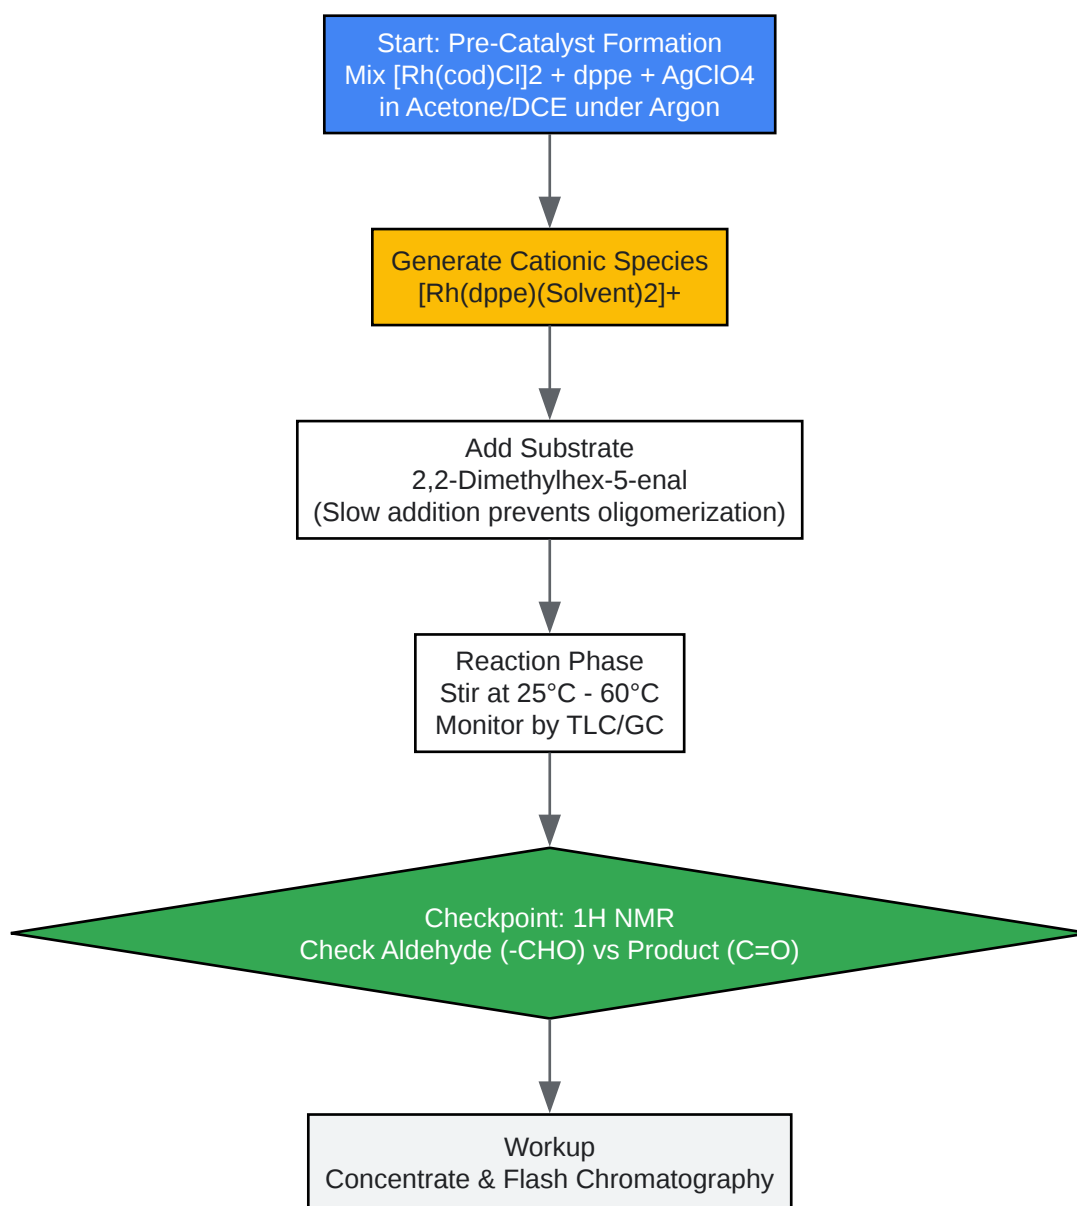 Start: Pre-Catalyst Formation
Mix [Rh(cod)Cl]2 + dppe + AgClO4
in Acetone/DCE under Argon
Generate Cationic Species
[Rh(dppe)(Solvent)2]+
Add Substrate
2,2-Dimethylhex-5-enal
(Slow addition prevents oligomerization)
Reaction Phase
Stir at 25°C - 60°C
Monitor by TLC/GC
Checkpoint: 1H NMR
Check Aldehyde (-CHO) vs Product (C=O)
Workup
Concentrate & Flash Chromatography